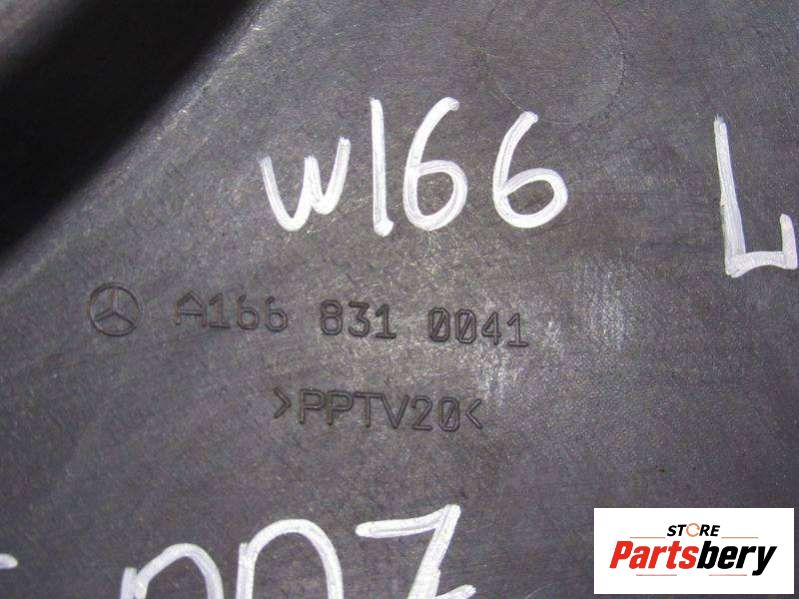 W166 L
A166 831 0041
>PPTV20<
STORE
Partsbery